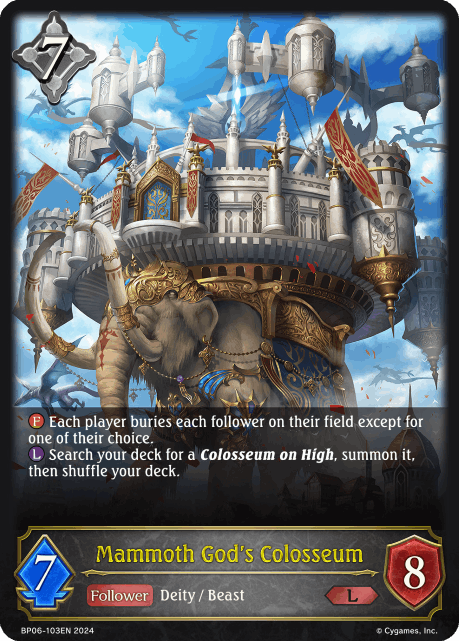 7
F Each player buries each follower on their field except for
one of their choice.
L Search your deck for a Colosseum on High, summon it,
then shuffle your deck.
Mammoth God's Colosseum
7
Follower Deity / Beast
L
8
BP06-103EN 2024
© Cygames, Inc.